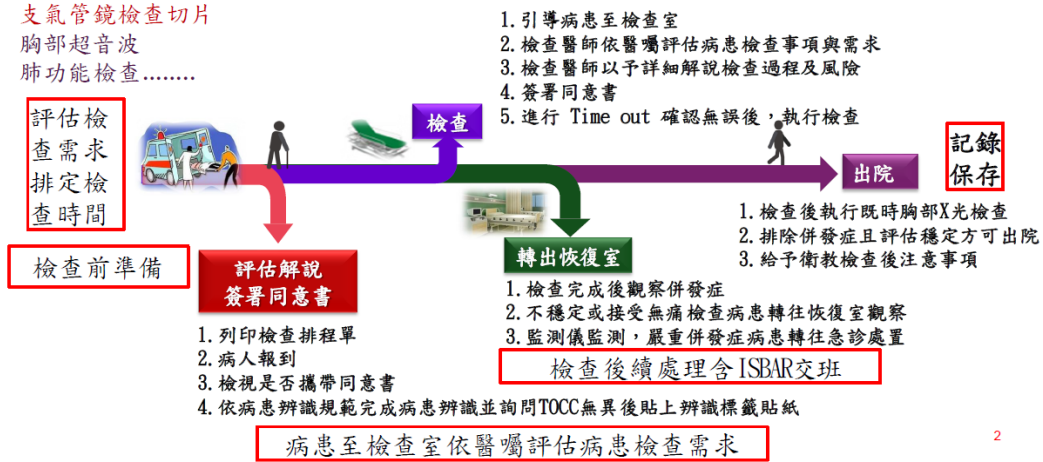 支氣管鏡檢查切片
胸部超音波
肺功能檢查........
評估檢
查需求
排定檢
查時間
檢查前準備
評估解說
簽署同意書
1.列印檢查排程單
2.病人報到
3.檢視是否攜帶同意書
4.依病患辨識規範完成病患辨識並詢問TOCC無異後貼上辨識標籤貼紙
病患至檢查室依醫囑評估病患檢查需求
檢查
1.引導病患至檢查室
2.檢查醫師依醫囑評估病患檢查事項與需求
3.檢查醫師以予詳細解說檢查過程及風險
4.簽署同意書
5.進行 Time out 確認無誤後，執行檢查
轉出恢復室
1.檢查完成後觀察併發症
2.不穩定或接受無痛檢查病患轉往恢復室觀察
3.監測儀監測，嚴重併發症病患轉往急診處置
檢查後續處理含ISBAR交班
出院
記錄
保存
1.檢查後執行既時胸部X光檢查
2.排除併發症且評估穩定方可出院
3.給予衛教檢查後注意事項
2